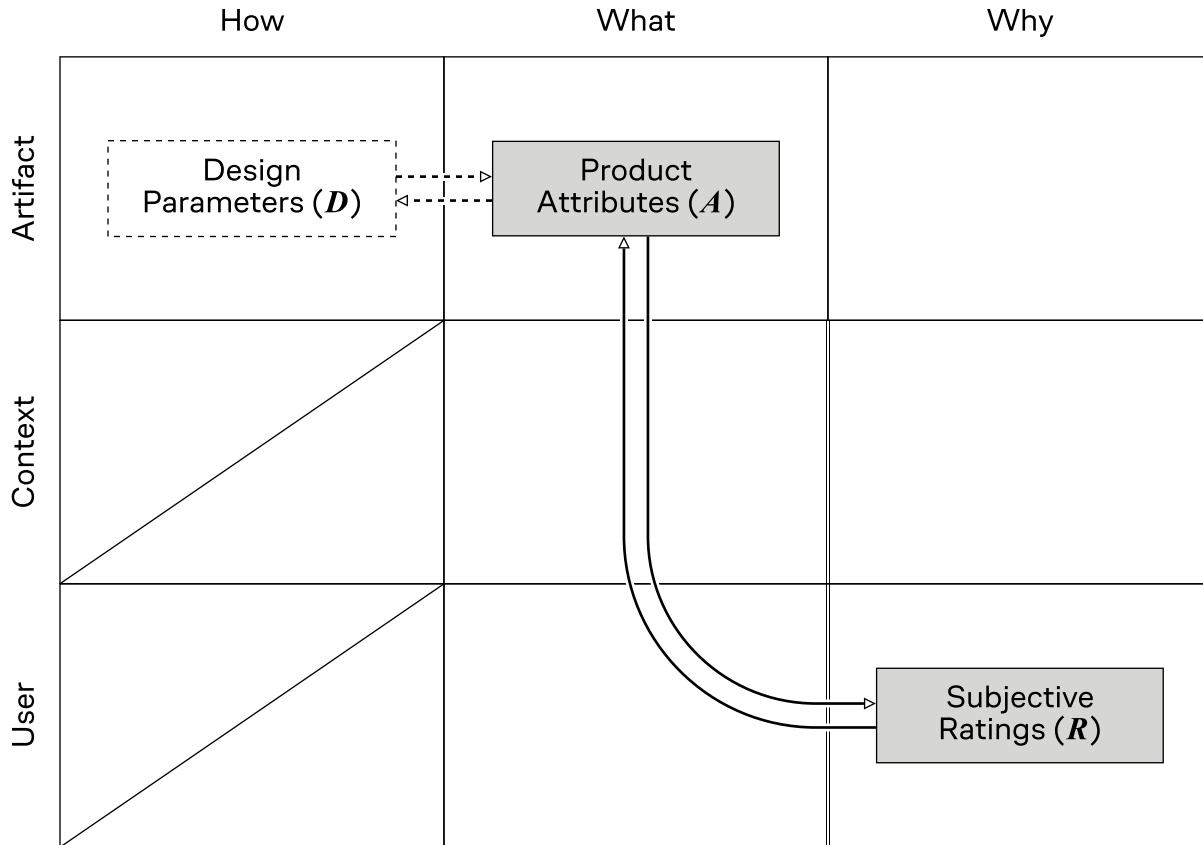 How
What
Why
Artifact
Design
Parameters (D)
Product
Attributes (A)
Context
User
Subjective
Ratings (R)